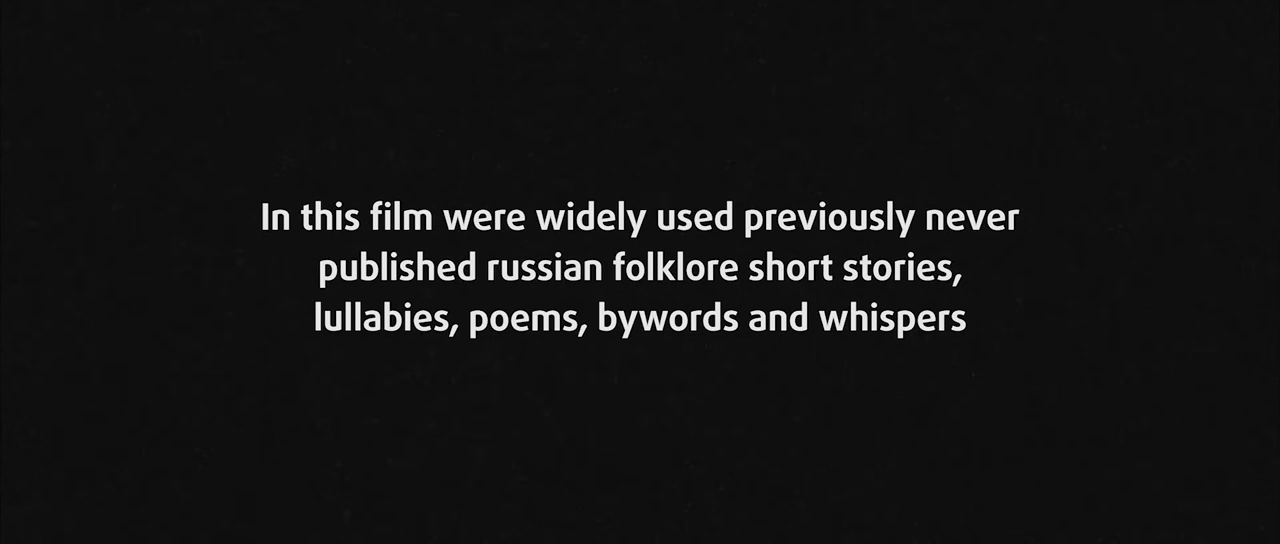 In this film were widely used previously never
published russian folklore short stories,
lullabies, poems, bywords and whispers